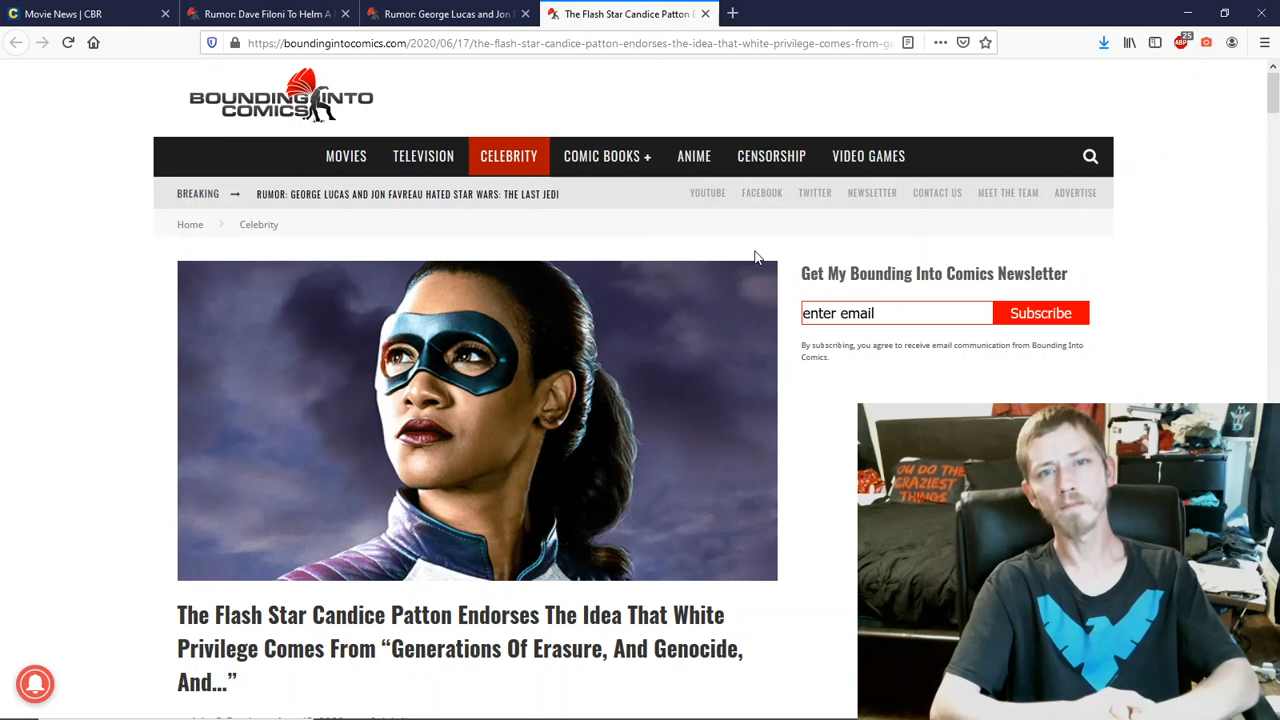 Movie News | CBR
Rumor: Dave Filoni To Helm A
Rumor: George Lucas and Jon
The Flash Star Candice Patton E
https://boundingintocomics.com/2020/06/17/the-flash-star-candice-patton-endorses-the-idea-that-white-privilege-comes-from-ge
ABP
25
BOUNDING INTO
COMICS
MOVIES TELEVISION CELEBRITY COMIC BOOKS + ANIME CENSORSHIP VIDEO GAMES
BREAKING RUMOR: GEORGE LUCAS AND JON FAVREAU HATED STAR WARS: THE LAST JEDI
YOUTUBE FACEBOOK TWITTER NEWSLETTER CONTACT US MEET THE TEAM ADVERTISE
Home Celebrity
Get My Bounding Into Comics Newsletter
enter email Subscribe
By subscribing, you agree to receive email communication from Bounding Into
Comics.
YOU DO THE
CRAZIEST
THINGS
The Flash Star Candice Patton Endorses The Idea That White
Privilege Comes From “Generations Of Erasure, And Genocide,
And…”